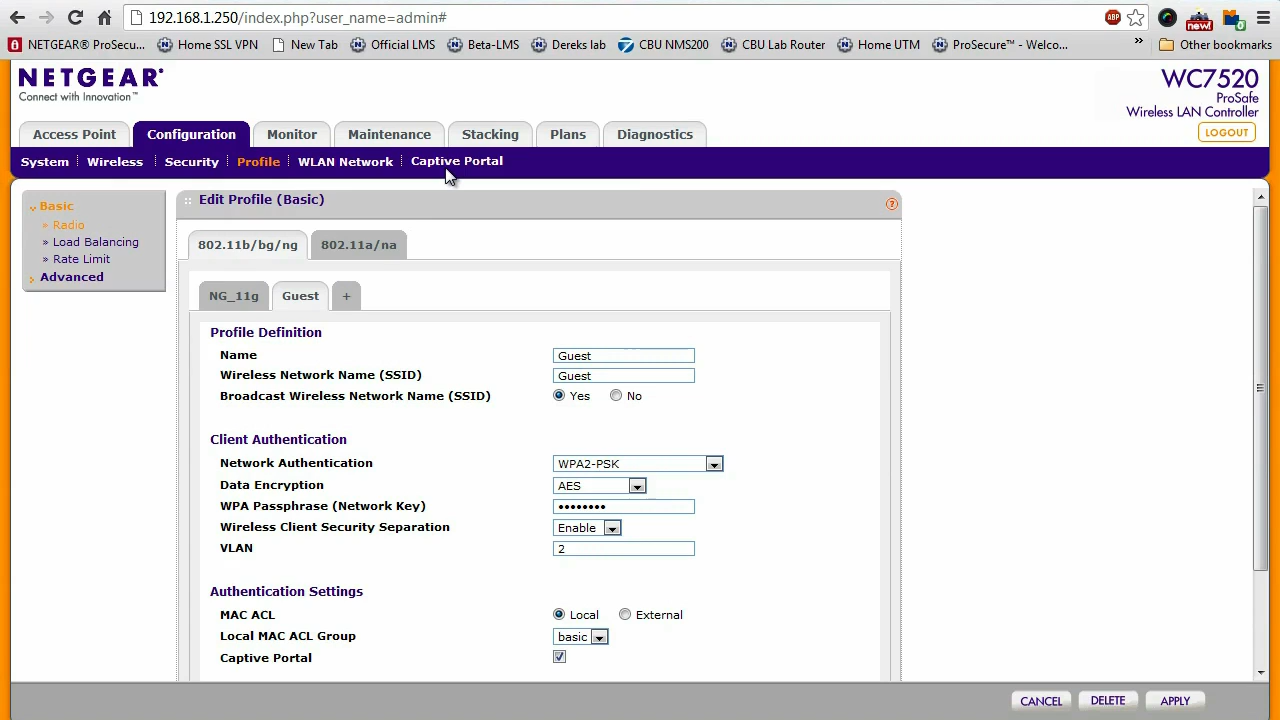 192.168.1.250/index.php?user_name=admin#
ABP
new!
NETGEAR® ProSecu... Home SSL VPN New Tab Official LMS Beta-LMS Dereks lab CBU NMS200 CBU Lab Router Home UTM ProSecure™ - Welco... » Other bookmarks
NETGEAR®
Connect with Innovation™
WC7520
ProSafe
Wireless LAN Controller
LOGOUT
Access Point Configuration Monitor Maintenance Stacking Plans Diagnostics
System Wireless Security Profile WLAN Network Captive Portal
Basic
» Radio
» Load Balancing
» Rate Limit
Advanced
Edit Profile (Basic) ?
802.11b/bg/ng 802.11a/na
NG_11g Guest +
Profile Definition
Name Guest
Wireless Network Name (SSID) Guest
Broadcast Wireless Network Name (SSID) Yes No
Client Authentication
Network Authentication WPA2-PSK
Data Encryption AES
WPA Passphrase (Network Key) ••••••••
Wireless Client Security Separation Enable
VLAN 2
Authentication Settings
MAC ACL Local External
Local MAC ACL Group basic
Captive Portal
CANCEL DELETE APPLY